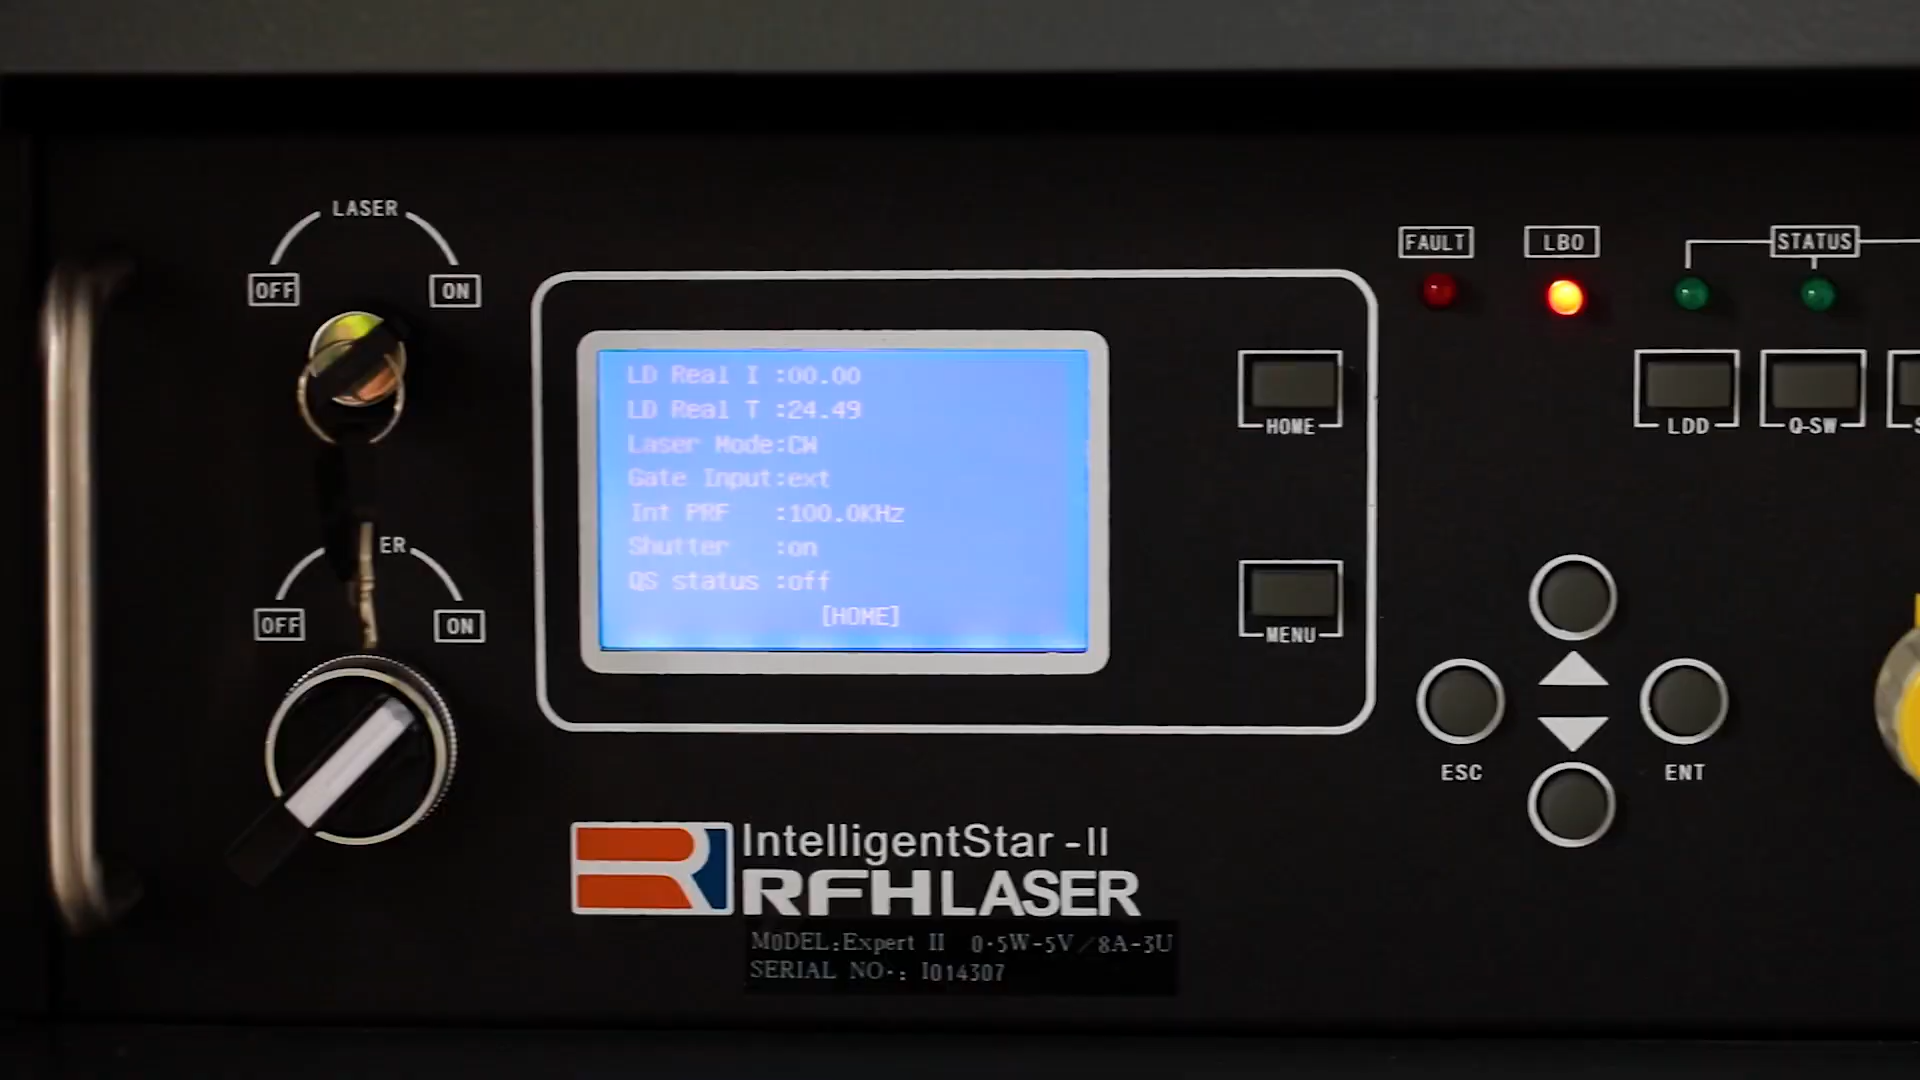 LASER
OFF
ON
ER
OFF
ON
LD Real I :00.00
LD Real T :24.49
Laser Mode:CW
Gate Input:ext
Int PRF :100.0KHz
Shutter :on
QS status :off
[HOME]
HOME
MENU
FAULT
LBO
STATUS
LDD
Q-SW
ESC
ENT
IntelligentStar -II
RFHLASER
MODEL:Expert II 0.5W-5V/8A-3U
SERIAL NO.: I014307